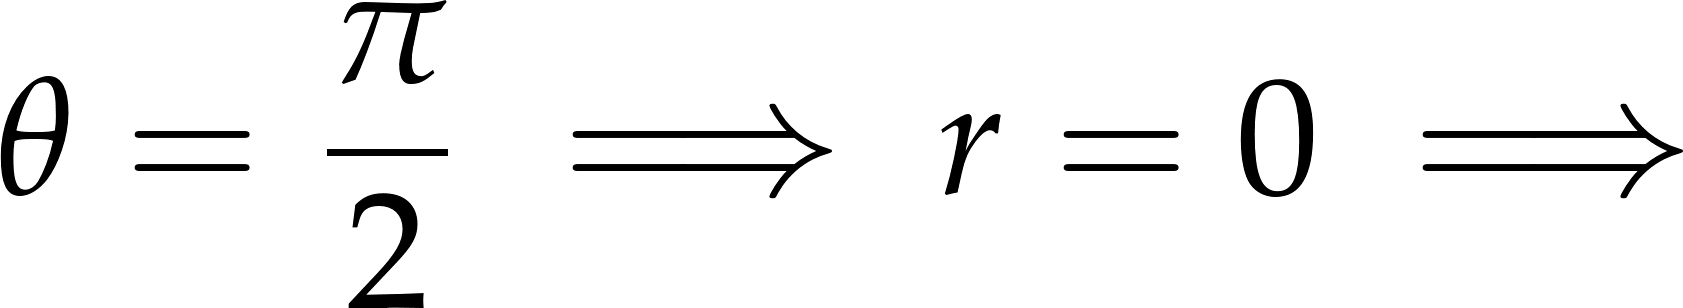 θ = π/2 ⟹ r = 0 ⟹